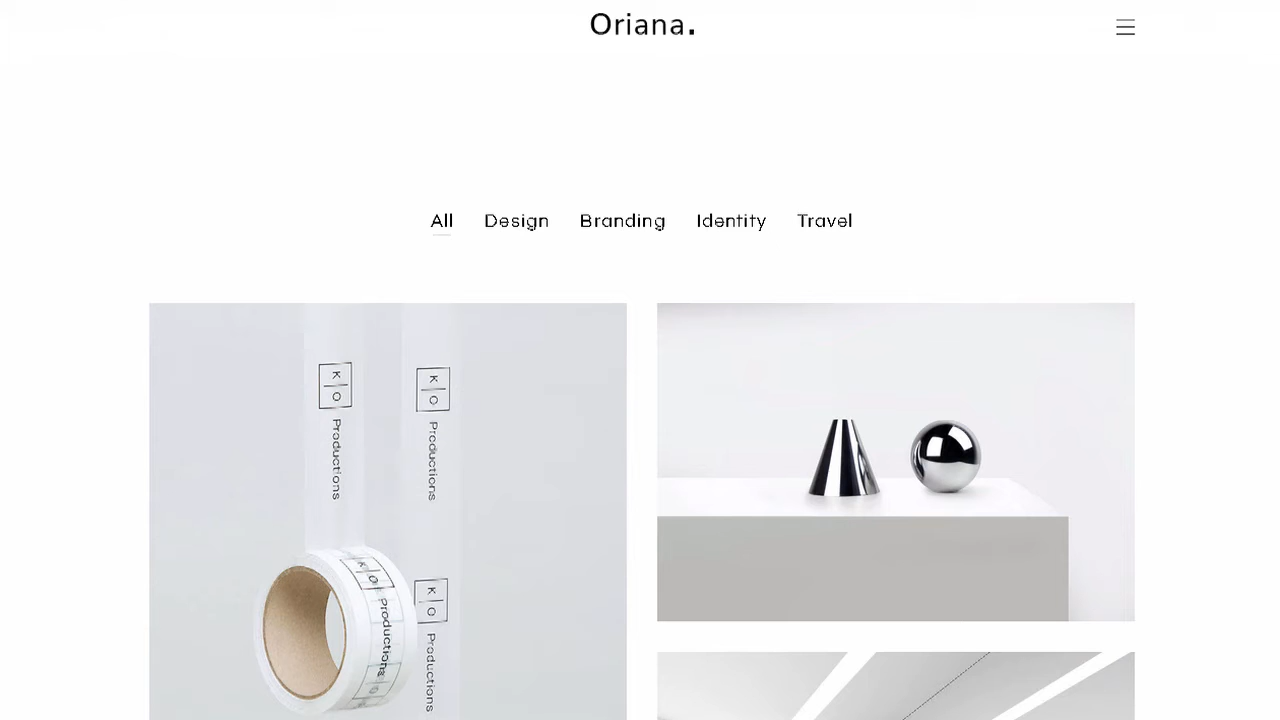 Oriana.
All Design Branding Identity Travel
K O Productions
K O Productions
K O Productions
K O Productions